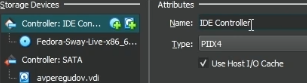 Storage Devices
Controller: IDE Con...
Fedora-Sway-Live-x86_6...
Controller: SATA
avperegudov.vdi
Attributes
Name: IDE Controller
Type: PIIX4
Use Host I/O Cache